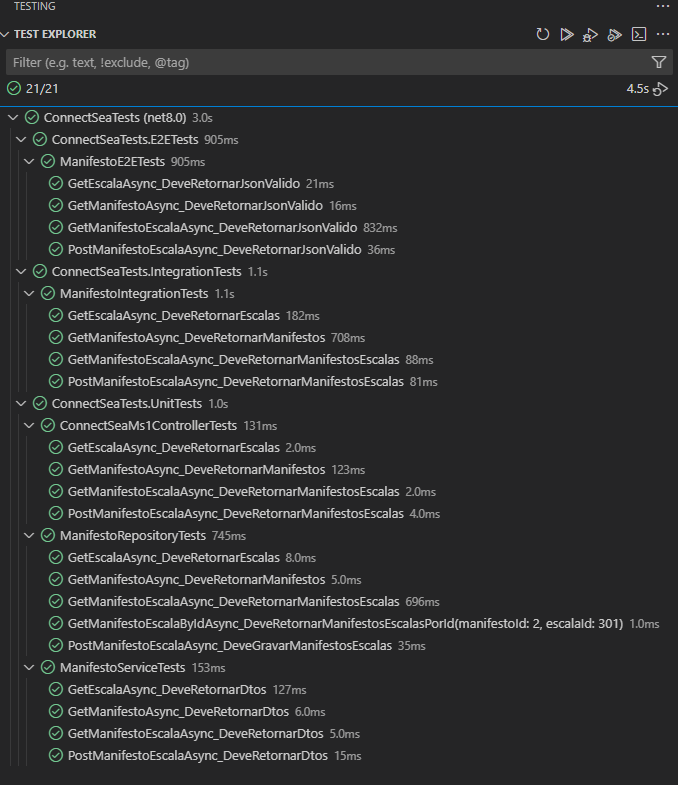 TESTING
TEST EXPLORER
Filter (e.g. text, !exclude, @tag)
21/21 4.5s
ConnectSeaTests (net8.0) 3.0s
ConnectSeaTests.E2ETests 905ms
ManifestoE2ETests 905ms
GetEscalaAsync_DeveRetornarJsonValido 21ms
GetManifestoAsync_DeveRetornarJsonValido 16ms
GetManifestoEscalaAsync_DeveRetornarJsonValido 832ms
PostManifestoEscalaAsync_DeveRetornarJsonValido 36ms
ConnectSeaTests.IntegrationTests 1.1s
ManifestoIntegrationTests 1.1s
GetEscalaAsync_DeveRetornarEscalas 182ms
GetManifestoAsync_DeveRetornarManifestos 708ms
GetManifestoEscalaAsync_DeveRetornarManifestosEscalas 88ms
PostManifestoEscalaAsync_DeveRetornarManifestosEscalas 81ms
ConnectSeaTests.UnitTests 1.0s
ConnectSeaMs1ControllerTests 131ms
GetEscalaAsync_DeveRetornarEscalas 2.0ms
GetManifestoAsync_DeveRetornarManifestos 123ms
GetManifestoEscalaAsync_DeveRetornarManifestosEscalas 2.0ms
PostManifestoEscalaAsync_DeveRetornarManifestosEscalas 4.0ms
ManifestoRepositoryTests 745ms
GetEscalaAsync_DeveRetornarEscalas 8.0ms
GetManifestoAsync_DeveRetornarManifestos 5.0ms
GetManifestoEscalaAsync_DeveRetornarManifestosEscalas 696ms
GetManifestoEscalaByIdAsync_DeveRetornarManifestosEscalasPorId(manifestoId: 2, escalaId: 301) 1.0ms
PostManifestoEscalaAsync_DeveGravarManifestosEscalas 35ms
ManifestoServiceTests 153ms
GetEscalaAsync_DeveRetornarDtos 127ms
GetManifestoAsync_DeveRetornarDtos 6.0ms
GetManifestoEscalaAsync_DeveRetornarDtos 5.0ms
PostManifestoEscalaAsync_DeveRetornarDtos 15ms